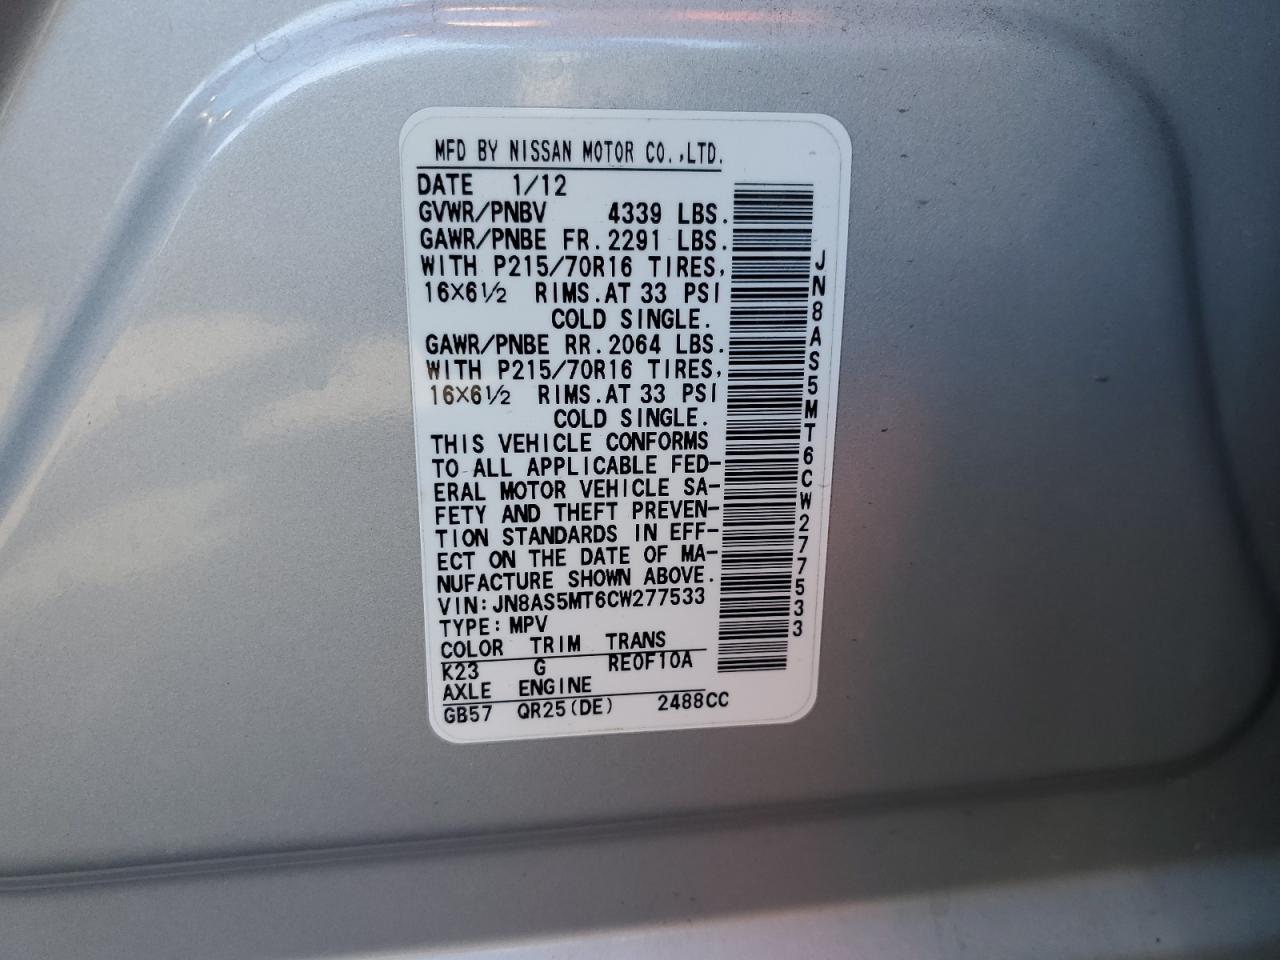 MFD BY NISSAN MOTOR CO.,LTD.
DATE 1/12
GVWR/PNBV 4339 LBS.
GAWR/PNBE FR. 2291 LBS.
WITH P215/70R16 TIRES,
16X6½ RIMS. AT 33 PSI
COLD SINGLE.
GAWR/PNBE RR. 2064 LBS.
WITH P215/70R16 TIRES,
16X6½ RIMS. AT 33 PSI
COLD SINGLE.
THIS VEHICLE CONFORMS
TO ALL APPLICABLE FED-
ERAL MOTOR VEHICLE SA-
FETY AND THEFT PREVEN-
TION STANDARDS IN EFF-
ECT ON THE DATE OF MA-
NUFACTURE SHOWN ABOVE.
VIN: JN8AS5MT6CW277533
TYPE: MPV
COLOR TRIM TRANS
K23 G RE0F10A
AXLE ENGINE
GB57 QR25(DE) 2488CC
JN8AS5MT6CW277533